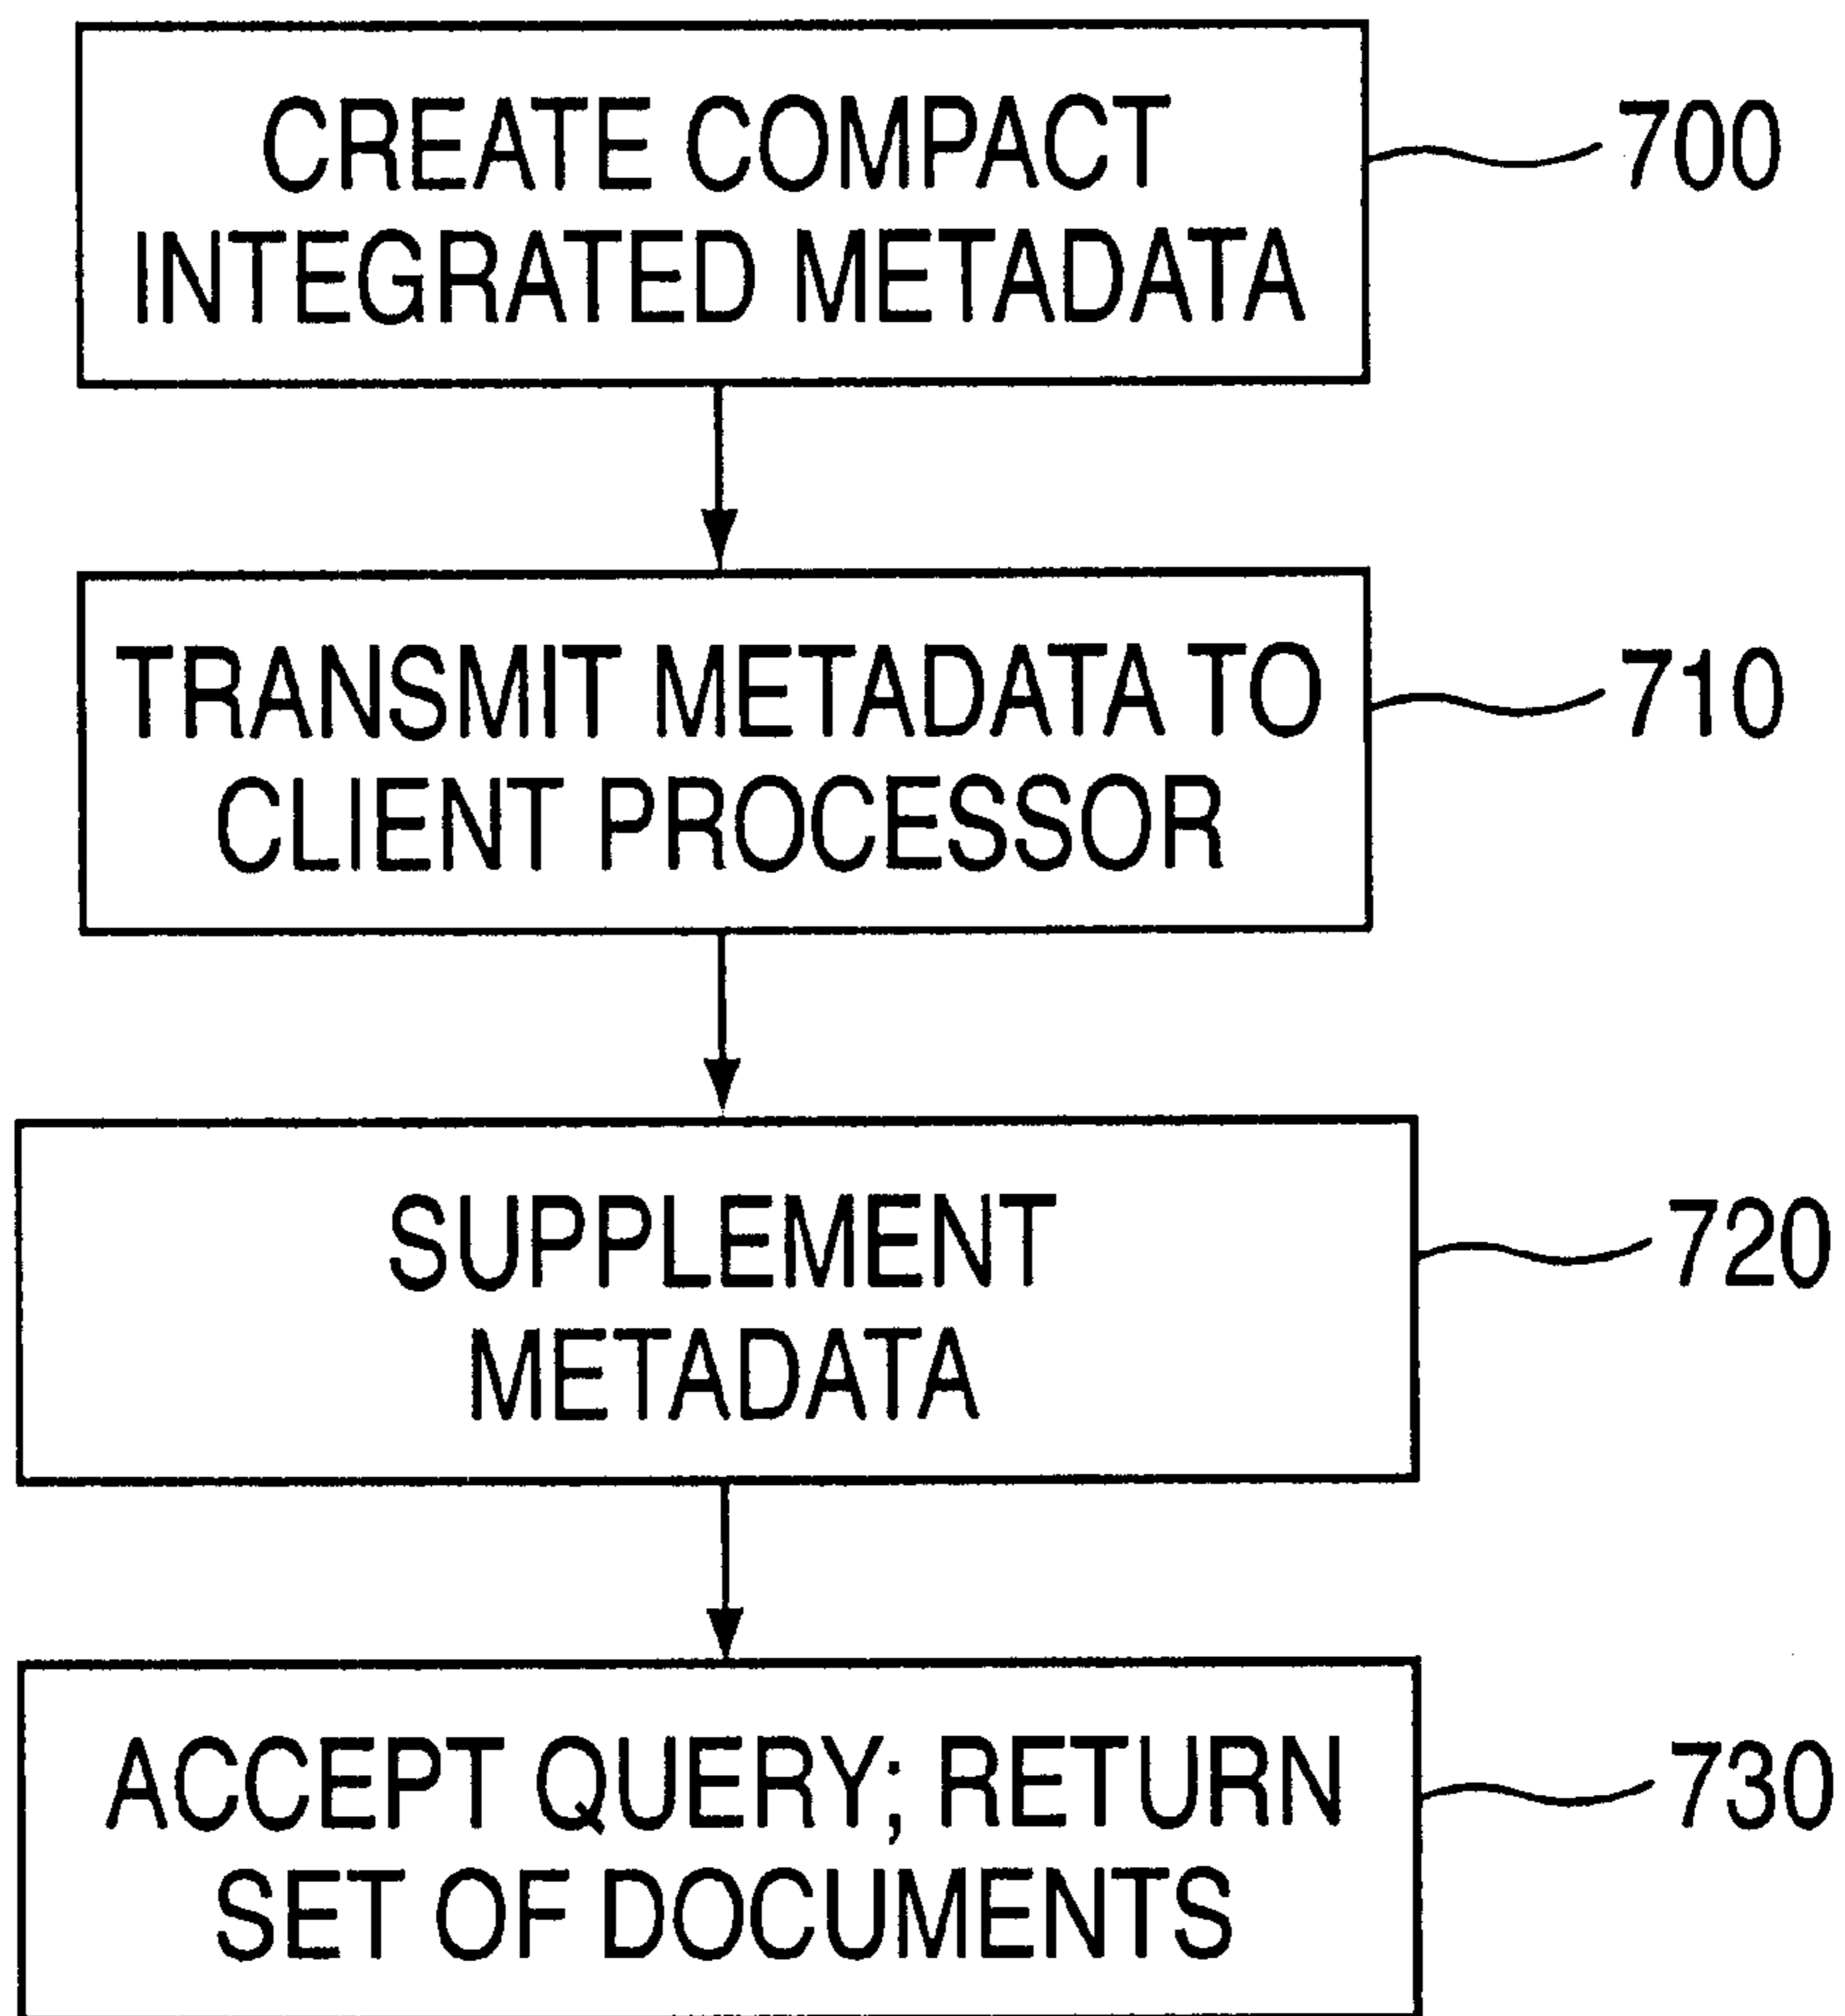 CREATE COMPACT
INTEGRATED METADATA
700
TRANSMIT METADATA TO
CLIENT PROCESSOR
710
SUPPLEMENT
METADATA
720
ACCEPT QUERY; RETURN
SET OF DOCUMENTS
730